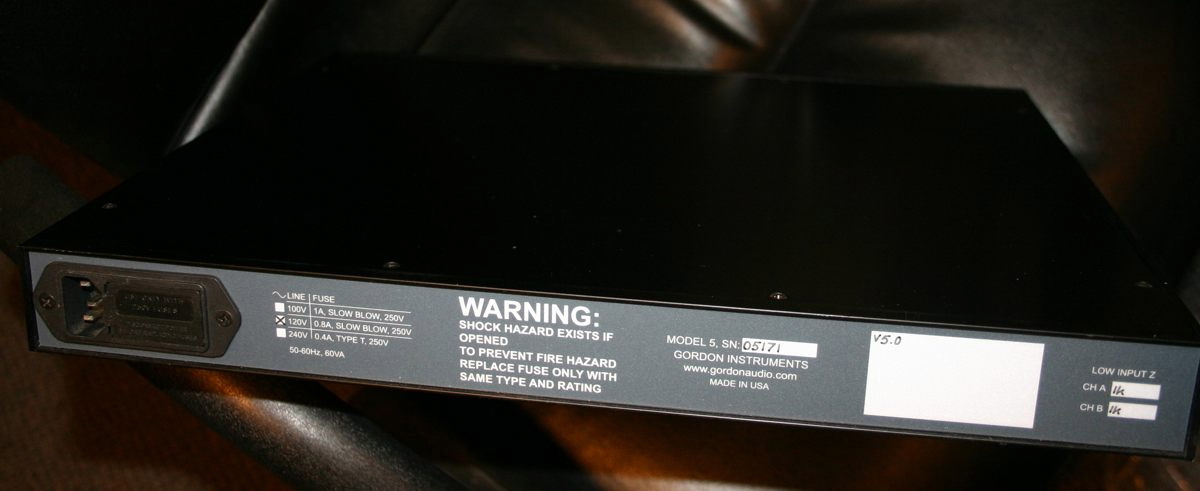 LINE FUSE
100V 1A, SLOW BLOW, 250V
120V 0.8A, SLOW BLOW, 250V
240V 0.4A, TYPE T, 250V
50-60Hz, 60VA
WARNING:
SHOCK HAZARD EXISTS IF
OPENED
TO PREVENT FIRE HAZARD
REPLACE FUSE ONLY WITH
SAME TYPE AND RATING
MODEL 5, SN: 05171
GORDON INSTRUMENTS
www.gordonaudio.com
MADE IN USA
V5.0
LOW INPUT Z
CH A 1k
CH B 1k